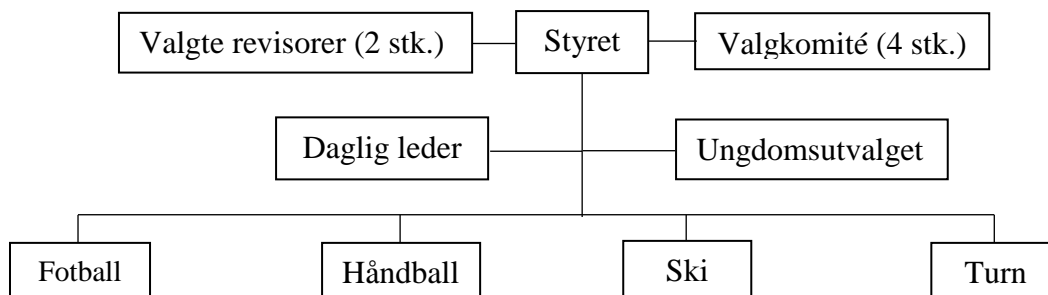 Valgte revisorer (2 stk.)
Styret
Valgkomité (4 stk.)
Daglig leder
Ungdomsutvalget
Fotball
Håndball
Ski
Turn